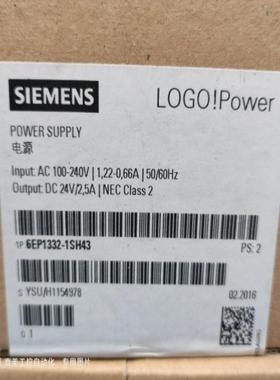 SIEMENS
LOGO!Power
POWER SUPPLY
电源
Input: AC 100-240V | 1,22-0,66A | 50/60Hz
Output: DC 24V/2,5A | NEC Class 2
1P 6EP1332-1SH43
PS: 2
S YSU/H1154978
02.2016
Q 1